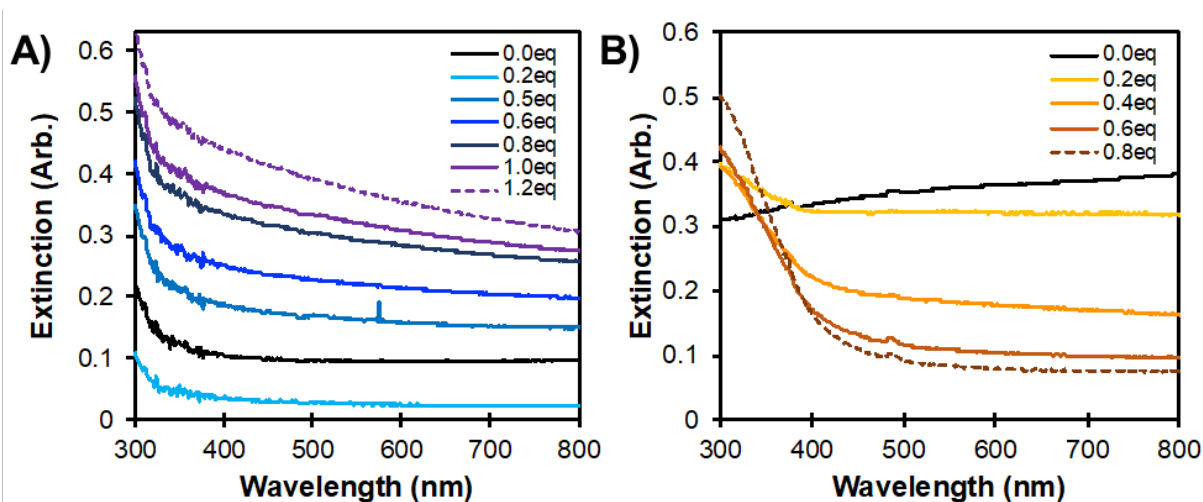 A)
0.6
0.5
0.4
0.3
0.2
0.1
0
Extinction (Arb.)
300 400 500 600 700 800
Wavelength (nm)
0.0eq
0.2eq
0.5eq
0.6eq
0.8eq
1.0eq
1.2eq
B)
0.6
0.5
0.4
0.3
0.2
0.1
0
Extinction (Arb.)
300 400 500 600 700 800
Wavelength (nm)
0.0eq
0.2eq
0.4eq
0.6eq
0.8eq